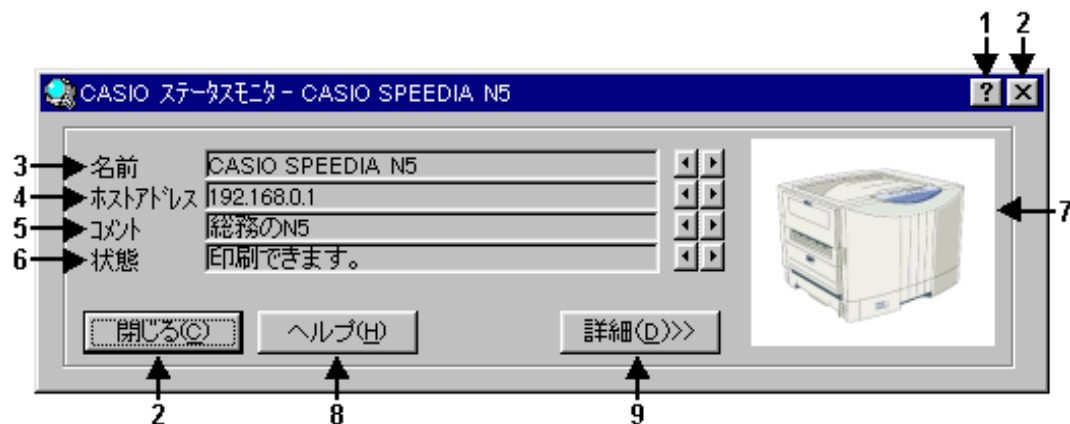 1 2
CASIO ステータスモニタ - CASIO SPEEDIA N5
3 名前 CASIO SPEEDIA N5
4 ホストアドレス 192.168.0.1
5 コメント 総務のN5
6 状態 印刷できます。
7
閉じる(C) ヘルプ(H) 詳細(D)>>
2 8 9